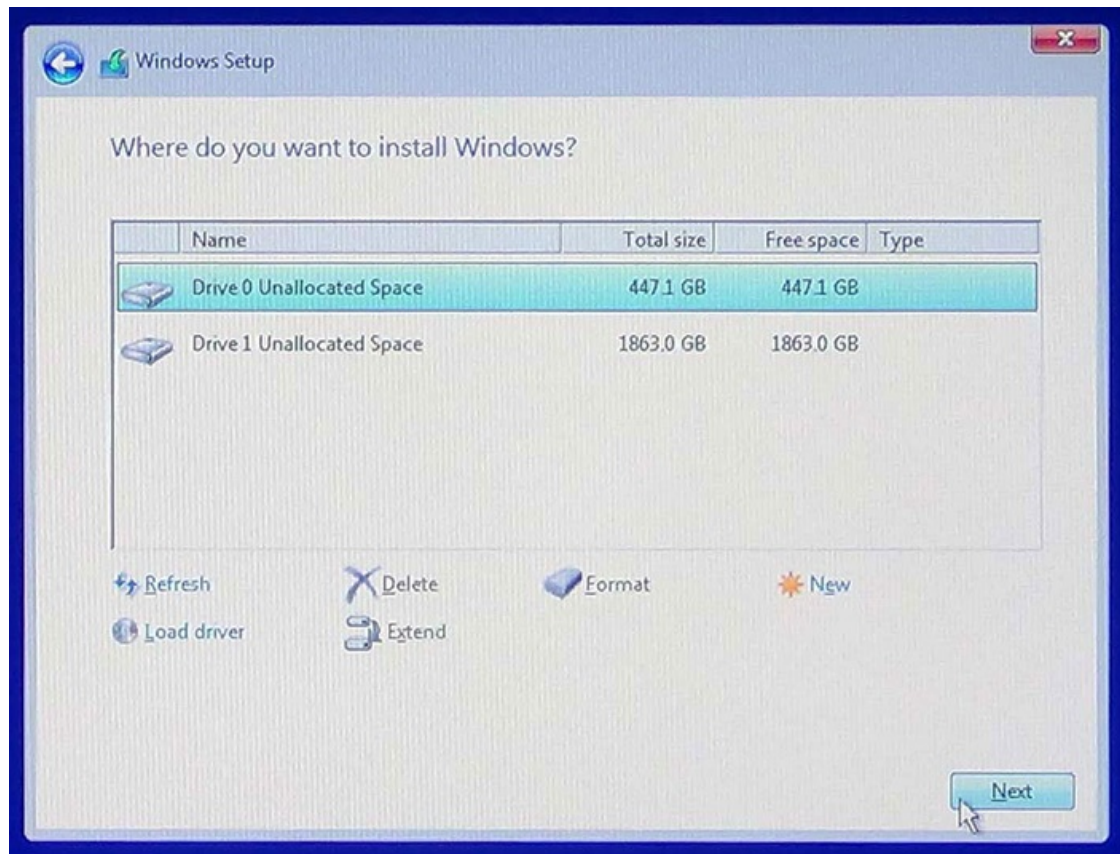 Windows Setup
Where do you want to install Windows?
Name Total size Free space Type
Drive 0 Unallocated Space 447.1 GB 447.1 GB
Drive 1 Unallocated Space 1863.0 GB 1863.0 GB
Refresh Delete Format New
Load driver Extend
Next